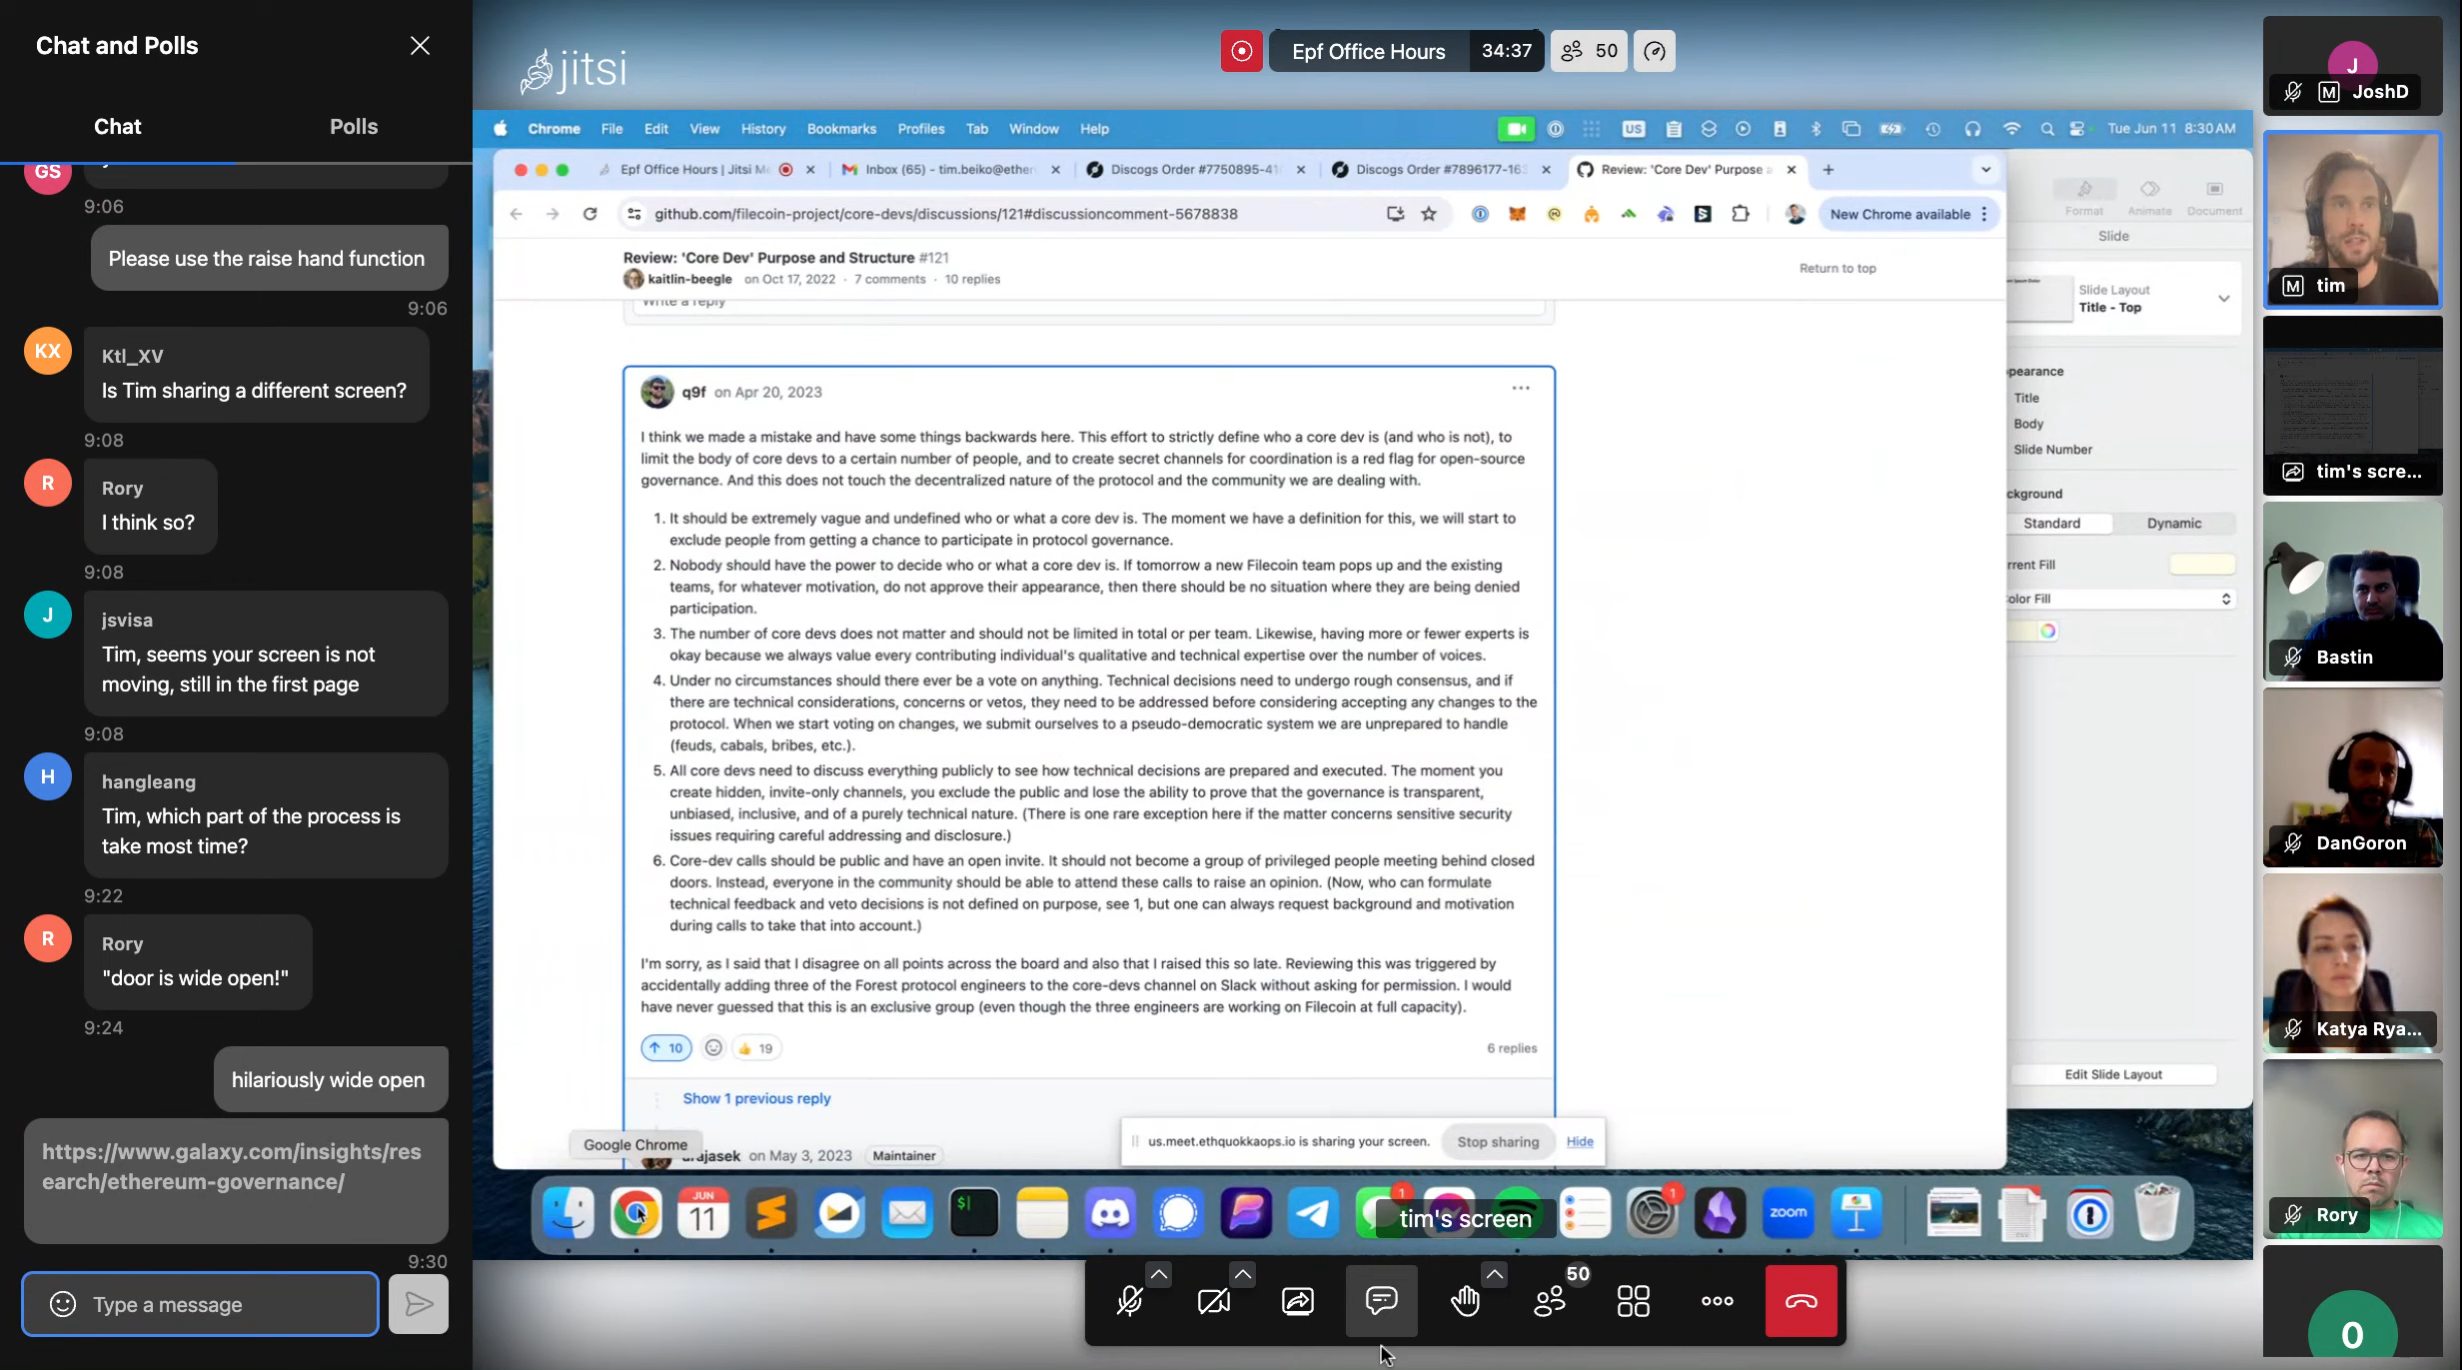 Chat and Polls
Chat
Polls
GS
9:06
Please use the raise hand function
9:06
KX
Ktl_XV
Is Tim sharing a different screen?
9:08
R
Rory
I think so?
9:08
J
jsvisa
Tim, seems your screen is not
moving, still in the first page
9:08
H
hangleang
Tim, which part of the process is
take most time?
9:22
R
Rory
"door is wide open!"
9:24
hilariously wide open
https://www.galaxy.com/insights/res
earch/ethereum-governance/
9:30
Type a message
jitsi
Epf Office Hours
34:37
50
Chrome File Edit View History Bookmarks Profiles Tab Window Help
US
Tue Jun 11 8:30 AM
Epf Office Hours | Jitsi Me
Inbox (65) - tim.beiko@ether
Discogs Order #7750895-41
Discogs Order #7896177-163
Review: 'Core Dev' Purpose a
github.com/filecoin-project/core-devs/discussions/121#discussioncomment-5678838
New Chrome available
Review: 'Core Dev' Purpose and Structure #121
kaitlin-beegle on Oct 17, 2022 · 7 comments · 10 replies
Return to top
Write a reply
q9f on Apr 20, 2023
I think we made a mistake and have some things backwards here. This effort to strictly define who a core dev is (and who is not), to
limit the body of core devs to a certain number of people, and to create secret channels for coordination is a red flag for open-source
governance. And this does not touch the decentralized nature of the protocol and the community we are dealing with.
1. It should be extremely vague and undefined who or what a core dev is. The moment we have a definition for this, we will start to
exclude people from getting a chance to participate in protocol governance.
2. Nobody should have the power to decide who or what a core dev is. If tomorrow a new Filecoin team pops up and the existing
teams, for whatever motivation, do not approve their appearance, then there should be no situation where they are being denied
participation.
3. The number of core devs does not matter and should not be limited in total or per team. Likewise, having more or fewer experts is
okay because we always value every contributing individual's qualitative and technical expertise over the number of voices.
4. Under no circumstances should there ever be a vote on anything. Technical decisions need to undergo rough consensus, and if
there are technical considerations, concerns or vetos, they need to be addressed before considering accepting any changes to the
protocol. When we start voting on changes, we submit ourselves to a pseudo-democratic system we are unprepared to handle
(feuds, cabals, bribes, etc.).
5. All core devs need to discuss everything publicly to see how technical decisions are prepared and executed. The moment you
create hidden, invite-only channels, you exclude the public and lose the ability to prove that the governance is transparent,
unbiased, inclusive, and of a purely technical nature. (There is one rare exception here if the matter concerns sensitive security
issues requiring careful addressing and disclosure.)
6. Core-dev calls should be public and have an open invite. It should not become a group of privileged people meeting behind closed
doors. Instead, everyone in the community should be able to attend these calls to raise an opinion. (Now, who can formulate
technical feedback and veto decisions is not defined on purpose, see 1, but one can always request background and motivation
during calls to take that into account.)
I'm sorry, as I said that I disagree on all points across the board and also that I raised this so late. Reviewing this was triggered by
accidentally adding three of the Forest protocol engineers to the core-devs channel on Slack without asking for permission. I would
have never guessed that this is an exclusive group (even though the three engineers are working on Filecoin at full capacity).
10
19
6 replies
Show 1 previous reply
Google Chrome
arajasek on May 3, 2023 Maintainer
us.meet.ethquokkaops.io is sharing your screen.
Stop sharing
Hide
Format
Animate
Document
Slide
Slide Layout
Title - Top
pearance
Title
Body
Slide Number
ckground
Standard
Dynamic
rrent Fill
olor Fill
Edit Slide Layout
JUN
11
1
1
zoom
tim's screen
50
J
M JoshD
M tim
tim's scre...
Bastin
DanGoron
Katya Rya...
Rory
0